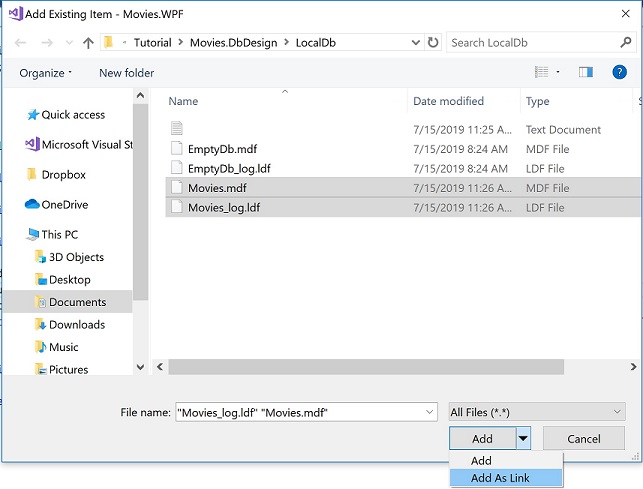 Add Existing Item - Movies.WPF
« Tutorial › Movies.DbDesign › LocalDb
Search LocalDb
Organize
New folder
?
Quick access
Microsoft Visual St
Dropbox
OneDrive
This PC
3D Objects
Desktop
Documents
Downloads
Music
Pictures
Name Date modified Type S
7/15/2019 11:25 A... Text Document
EmptyDb.mdf 7/15/2019 8:24 AM MDF File
EmptyDb_log.ldf 7/15/2019 8:24 AM LDF File
Movies.mdf 7/15/2019 11:26 A... MDF File
Movies_log.ldf 7/15/2019 11:26 A... LDF File
File name: "Movies_log.ldf" "Movies.mdf"
All Files (*.*)
Add
Cancel
Add
Add As Link